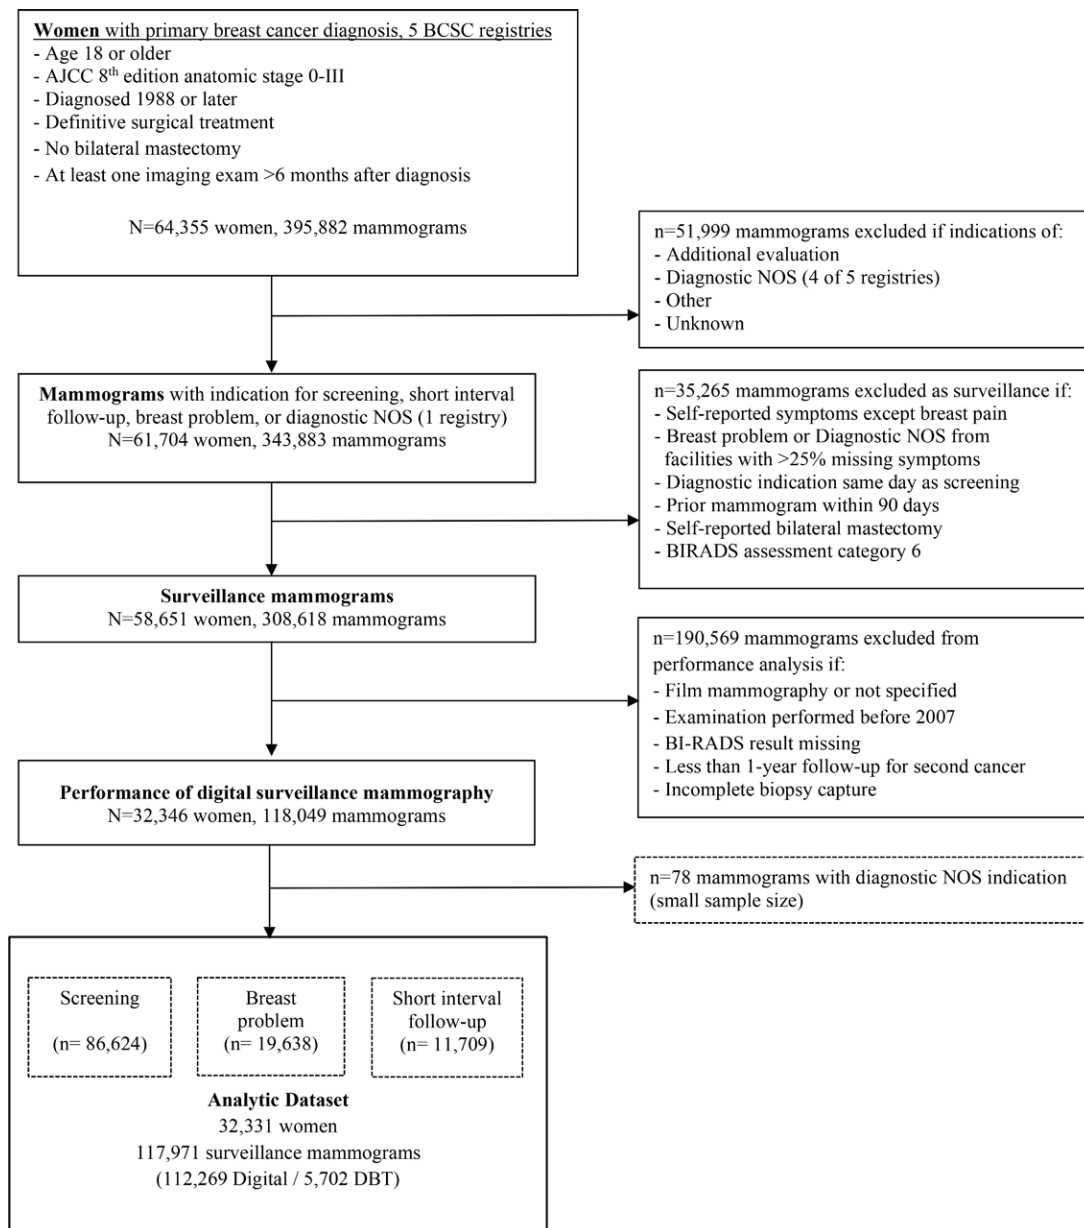 Women with primary breast cancer diagnosis, 5 BCSC registries
- Age 18 or older
- AJCC 8th edition anatomic stage 0-III
- Diagnosed 1988 or later
- Definitive surgical treatment
- No bilateral mastectomy
- At least one imaging exam >6 months after diagnosis
N=64,355 women, 395,882 mammograms
n=51,999 mammograms excluded if indications of:
- Additional evaluation
- Diagnostic NOS (4 of 5 registries)
- Other
- Unknown
Mammograms with indication for screening, short interval
follow-up, breast problem, or diagnostic NOS (1 registry)
N=61,704 women, 343,883 mammograms
n=35,265 mammograms excluded as surveillance if:
- Self-reported symptoms except breast pain
- Breast problem or Diagnostic NOS from
facilities with >25% missing symptoms
- Diagnostic indication same day as screening
- Prior mammogram within 90 days
- Self-reported bilateral mastectomy
- BIRADS assessment category 6
Surveillance mammograms
N=58,651 women, 308,618 mammograms
n=190,569 mammograms excluded from
performance analysis if:
- Film mammography or not specified
- Examination performed before 2007
- BI-RADS result missing
- Less than 1-year follow-up for second cancer
- Incomplete biopsy capture
Performance of digital surveillance mammography
N=32,346 women, 118,049 mammograms
n=78 mammograms with diagnostic NOS indication
(small sample size)
Screening
(n= 86,624)
Breast
problem
(n= 19,638)
Short interval
follow-up
(n= 11,709)
Analytic Dataset
32,331 women
117,971 surveillance mammograms
(112,269 Digital / 5,702 DBT)